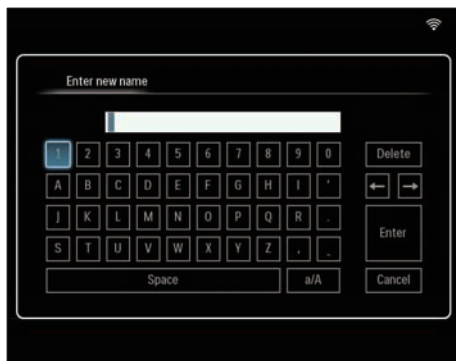 Enter new name
1 2 3 4 5 6 7 8 9 0 Delete
A B C D E F G H I ' ← →
J K L M N O P Q R .
Enter
S T U V W X Y Z , _
Space a/A Cancel